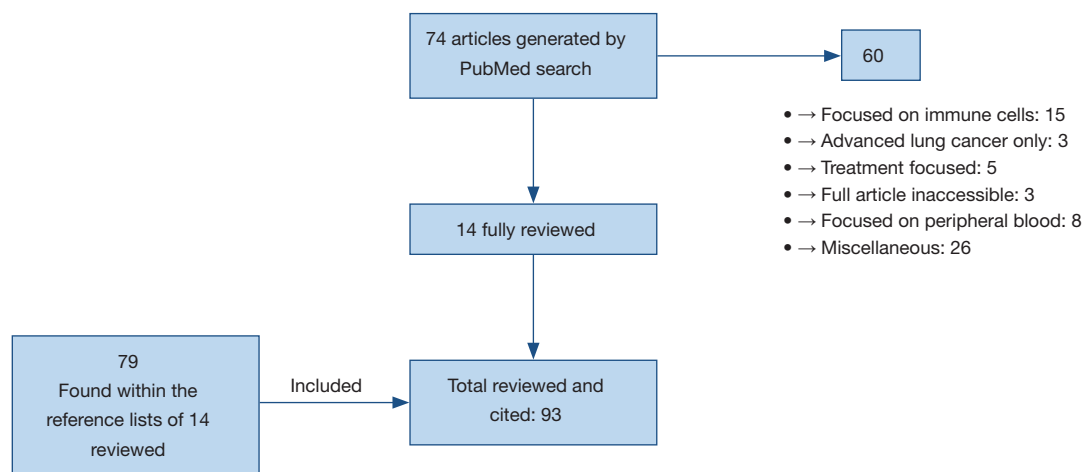 74 articles generated by
PubMed search
60
• → Focused on immune cells: 15
• → Advanced lung cancer only: 3
• → Treatment focused: 5
• → Full article inaccessible: 3
• → Focused on peripheral blood: 8
• → Miscellaneous: 26
14 fully reviewed
79
Found within the
reference lists of 14
reviewed
Included
Total reviewed and
cited: 93